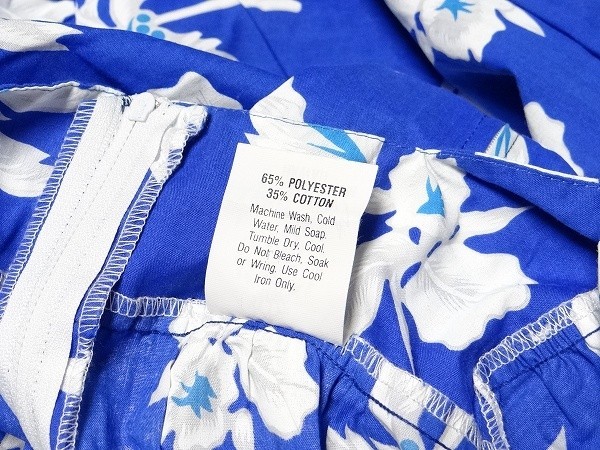 65% POLYESTER
35% COTTON
Machine Wash, Cold
Water, Mild Soap.
Tumble Dry. Cool.
Do Not Bleach, Soak
or Wring. Use Cool
Iron Only.